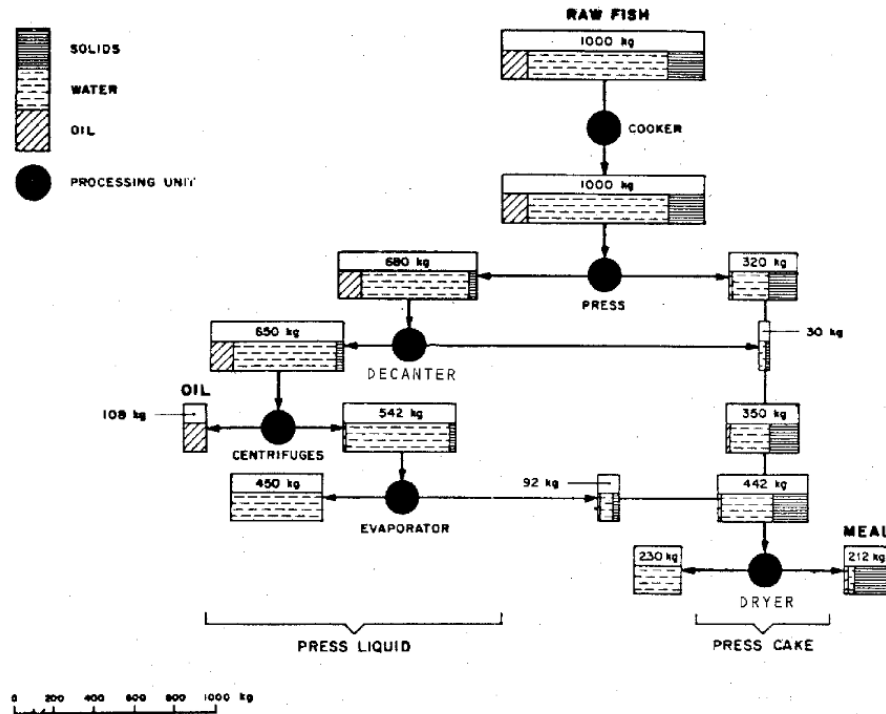 RAW FISH
SOLIDS
1000 kg
WATER
OIL
COOKER
PROCESSING UNIT
1000 kg
680 kg
320 kg
PRESS
650 kg
30 kg
DECANTER
OIL
108 kg
542 kg
350 kg
CENTRIFUGES
450 kg
92 kg
442 kg
EVAPORATOR
MEAL
230 kg
212 kg
DRYER
PRESS LIQUID
PRESS CAKE
0 200 400 600 800 1000 kg